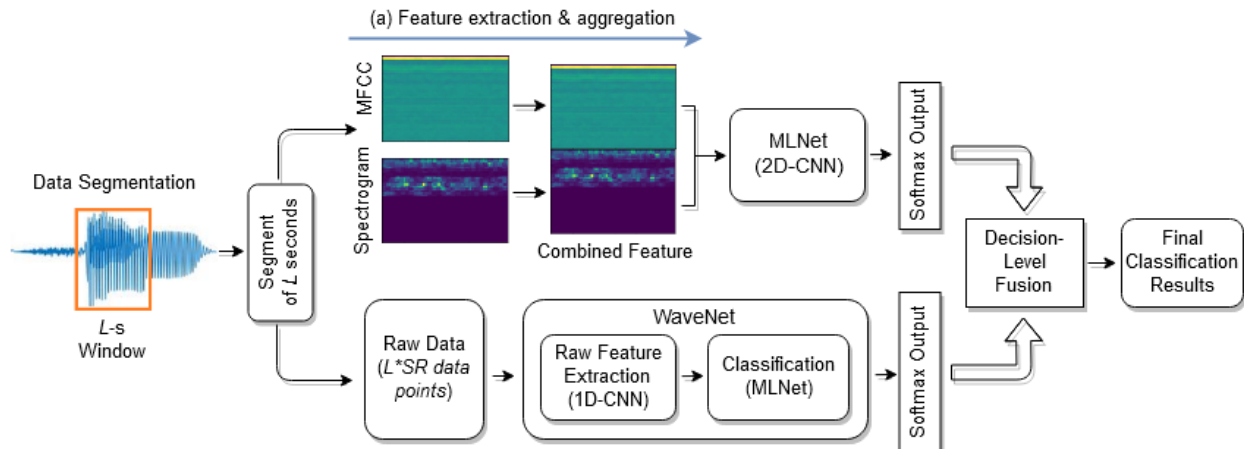 (a) Feature extraction & aggregation
MFCC
Spectrogram
Combined Feature
Data Segmentation
L-s
Window
Segment
of L seconds
MLNet
(2D-CNN)
Softmax Output
Raw Data
(L*SR data
points)
WaveNet
Raw Feature
Extraction
(1D-CNN)
Classification
(MLNet)
Softmax Output
Decision-
Level
Fusion
Final
Classification
Results